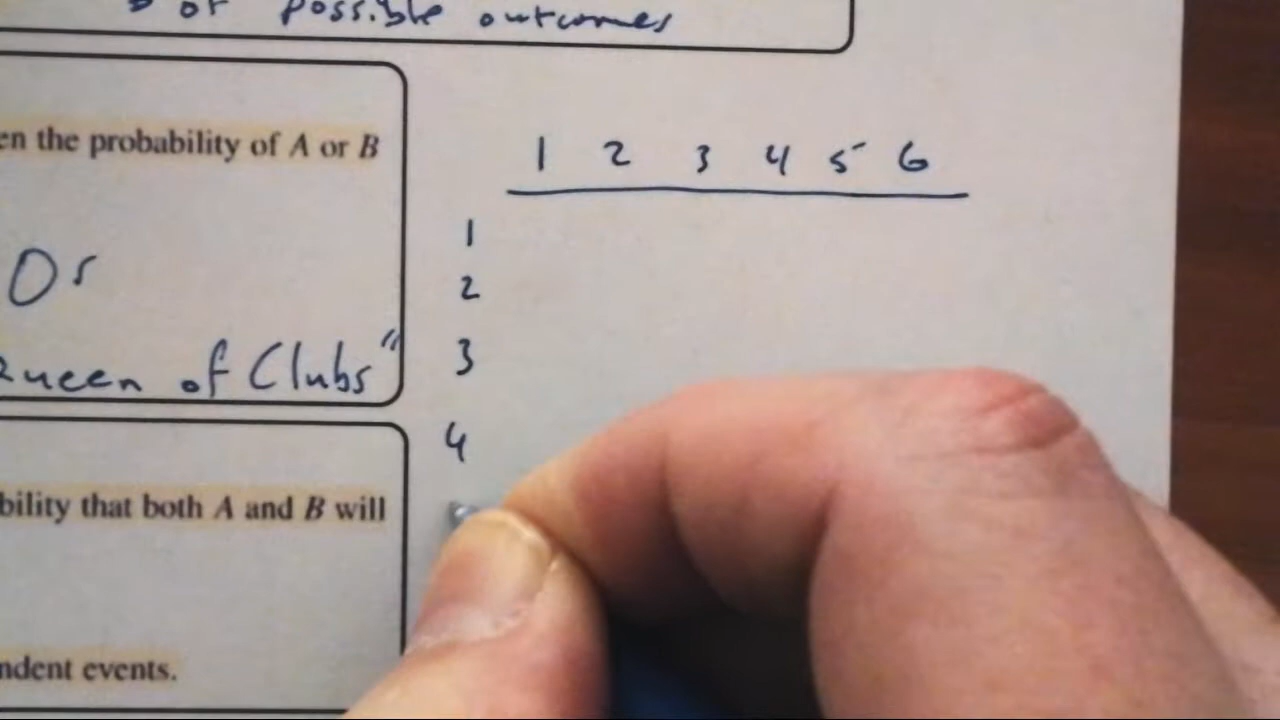 of possible outcomes
en the probability of A or B
Or
Queen of Clubs"
bility that both A and B will
ndent events.
1 2 3 4 5 6
1
2
3
4